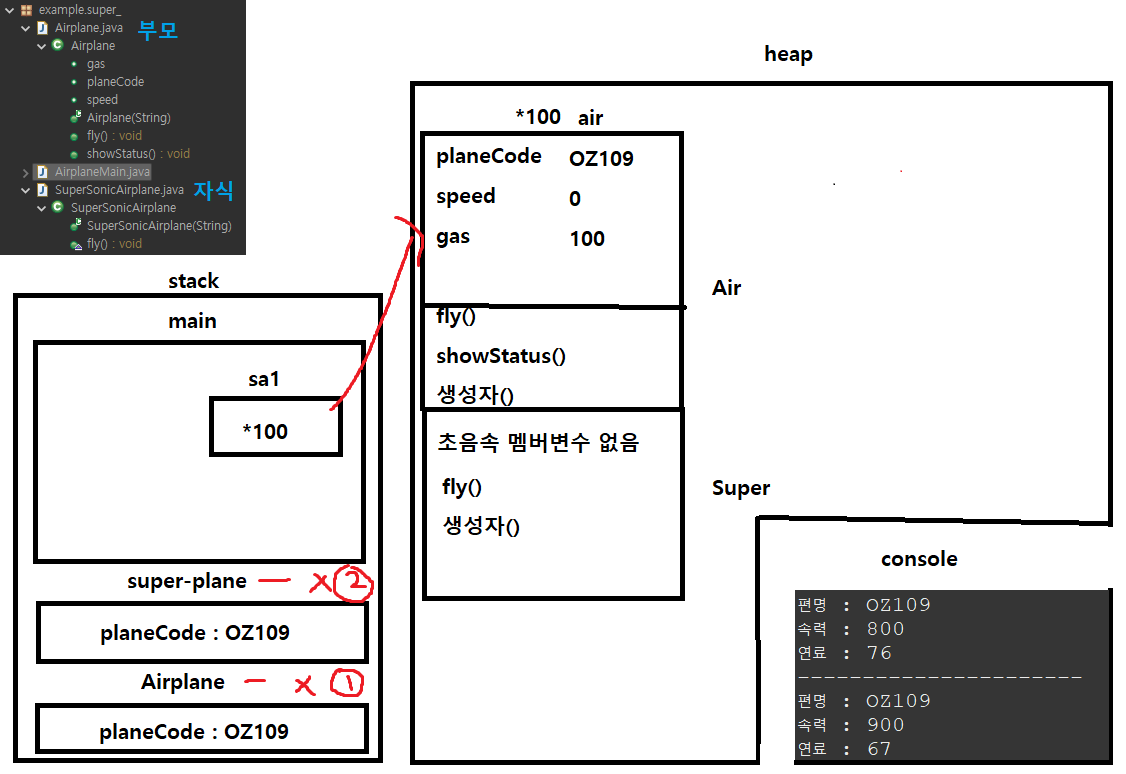 example.super_
Airplane.java 부모
Airplane
gas
planeCode
speed
Airplane(String)
fly() : void
showStatus() : void
AirplaneMain.java
SuperSonicAirplane.java 자식
SuperSonicAirplane
SuperSonicAirplane(String)
fly() : void
stack
main
sa1
*100
super-plane — X ②
planeCode : OZ109
Airplane — X ①
planeCode : OZ109
heap
*100 air
planeCode OZ109
speed 0
gas 100
Air
fly()
showStatus()
생성자()
초음속 멤버변수 없음
fly()
Super
생성자()
console
편명 : OZ109
속력 : 800
연료 : 76
------------------------
편명 : OZ109
속력 : 900
연료 : 67